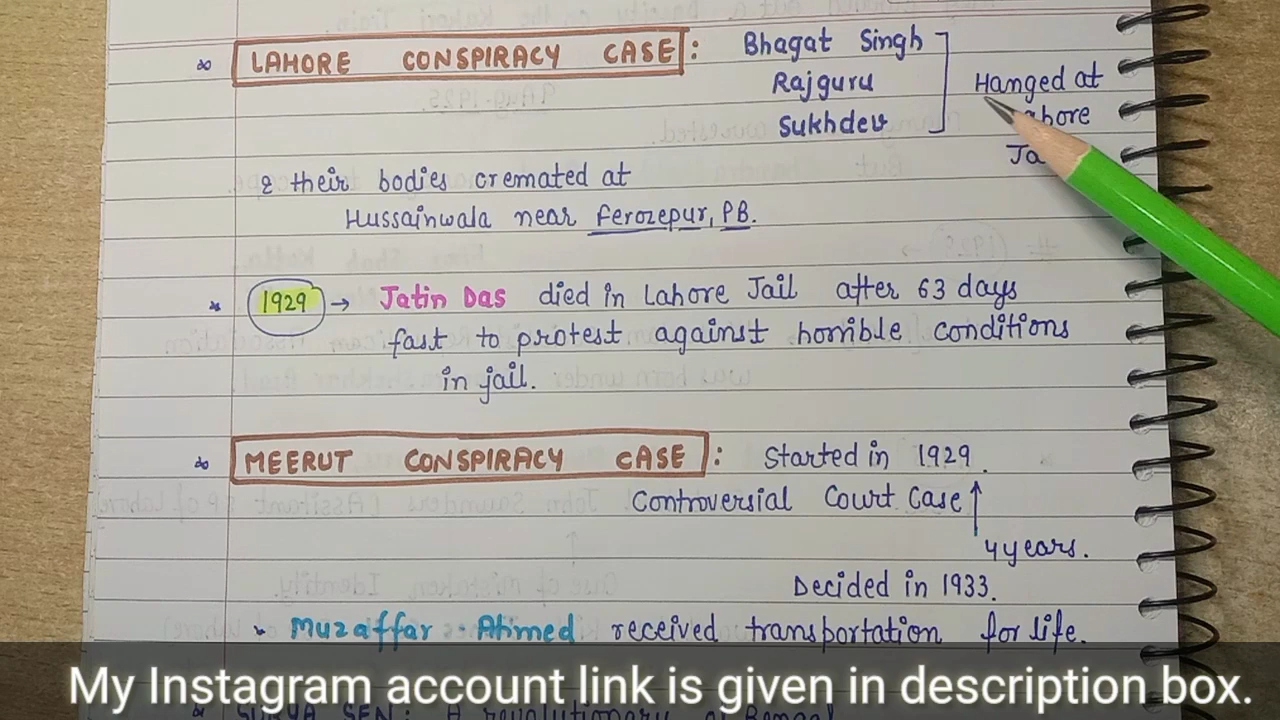 LAHORE CONSPIRACY CASE : Bhagat Singh
Rajguru
Sukhdev
Hanged at
& their bodies cremated at
Hussainwala near Ferozepur, PB.
1929 → Jatin Das died in Lahore Jail after 63 days
fast to protest against horrible conditions
in jail.
MEERUT CONSPIRACY CASE : Started in 1929.
Controversial Court Case
4 years.
Decided in 1933.
Muzaffar Ahmed received transportation for life.
My Instagram account link is given in description box.